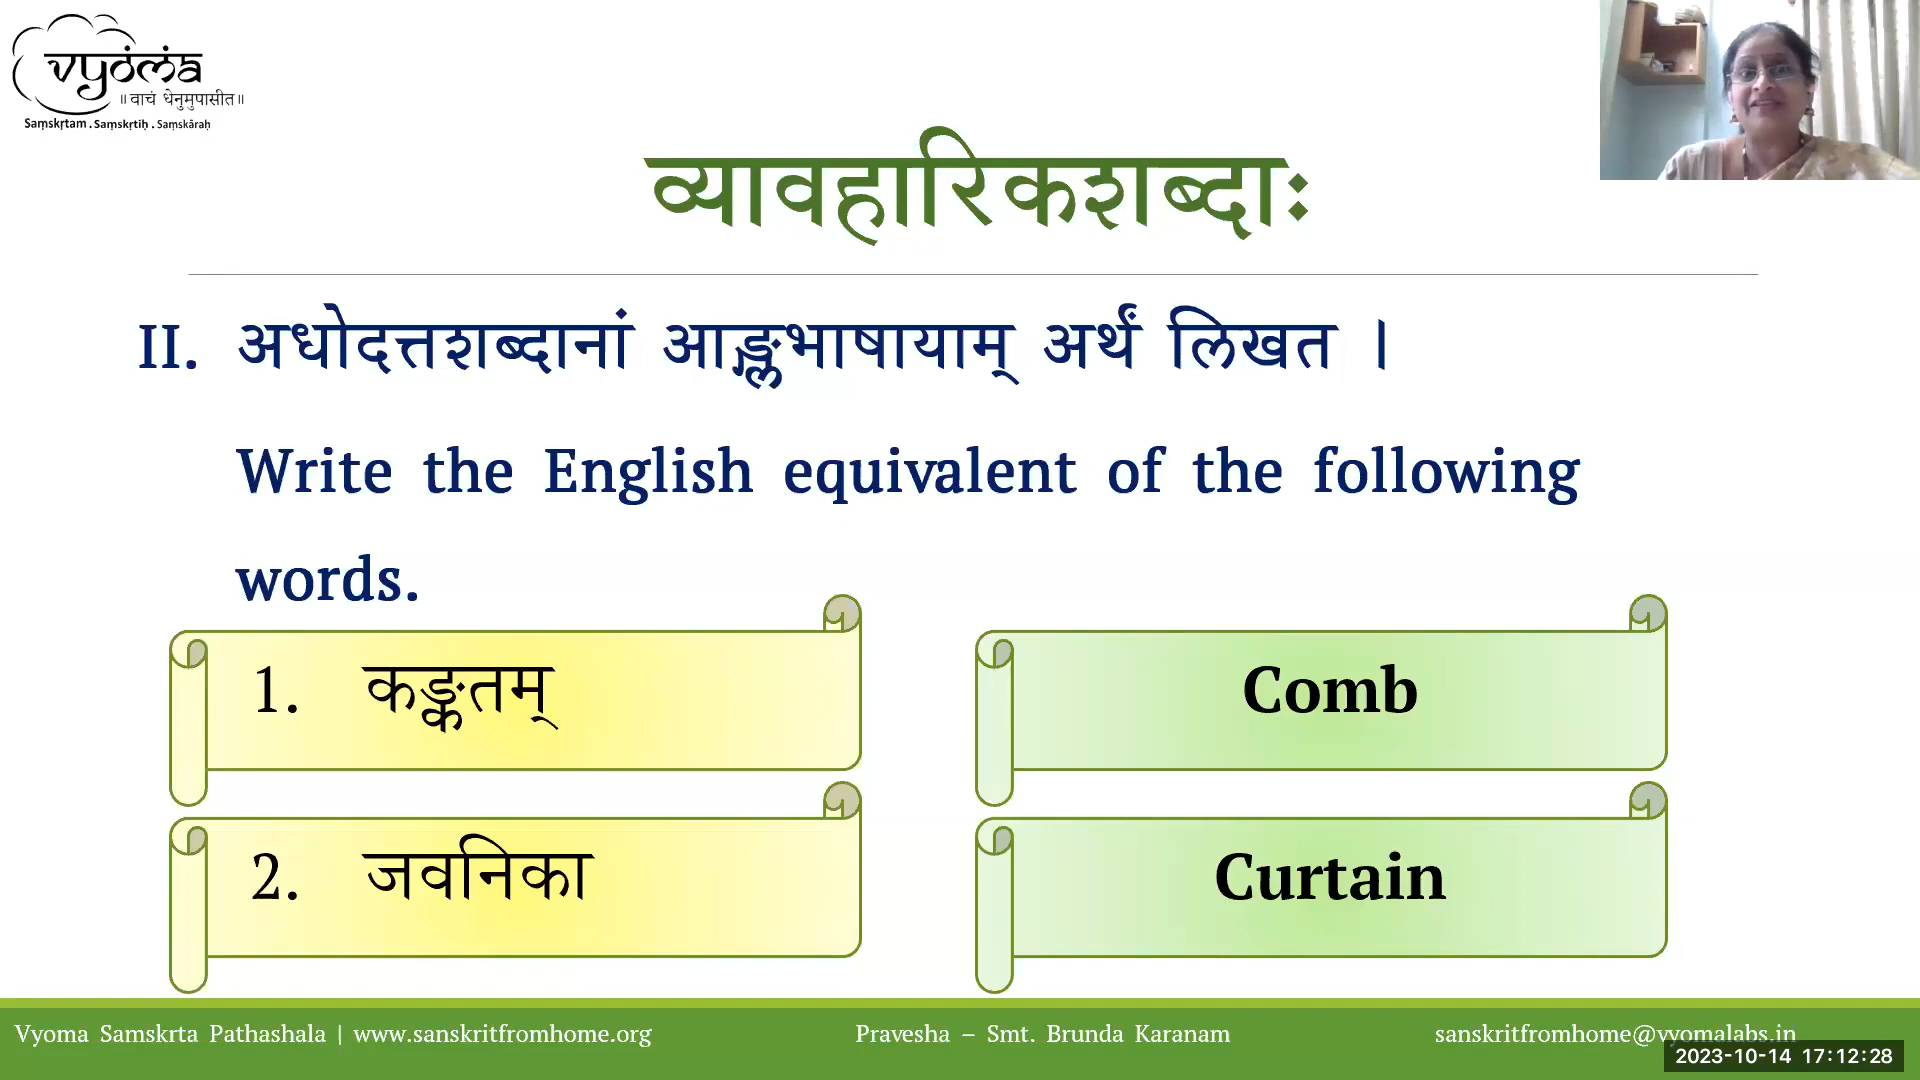 vyoma
॥वाचं धेनुमुपासीत॥
Saṃskṛtam . Saṃskṛtiḥ . Saṃskāraḥ
व्यावहारिकशब्दाः
II. अधोदत्तशब्दानां आङ्ग्लभाषायाम् अर्थं लिखत ।
Write the English equivalent of the following
words.
1. कङ्कतम्
Comb
2. जवनिका
Curtain
Vyoma Samskrta Pathashala | www.sanskritfromhome.org
Pravesha – Smt. Brunda Karanam
sanskritfromhome@vyomalabs.in
2023-10-14 17:12:28